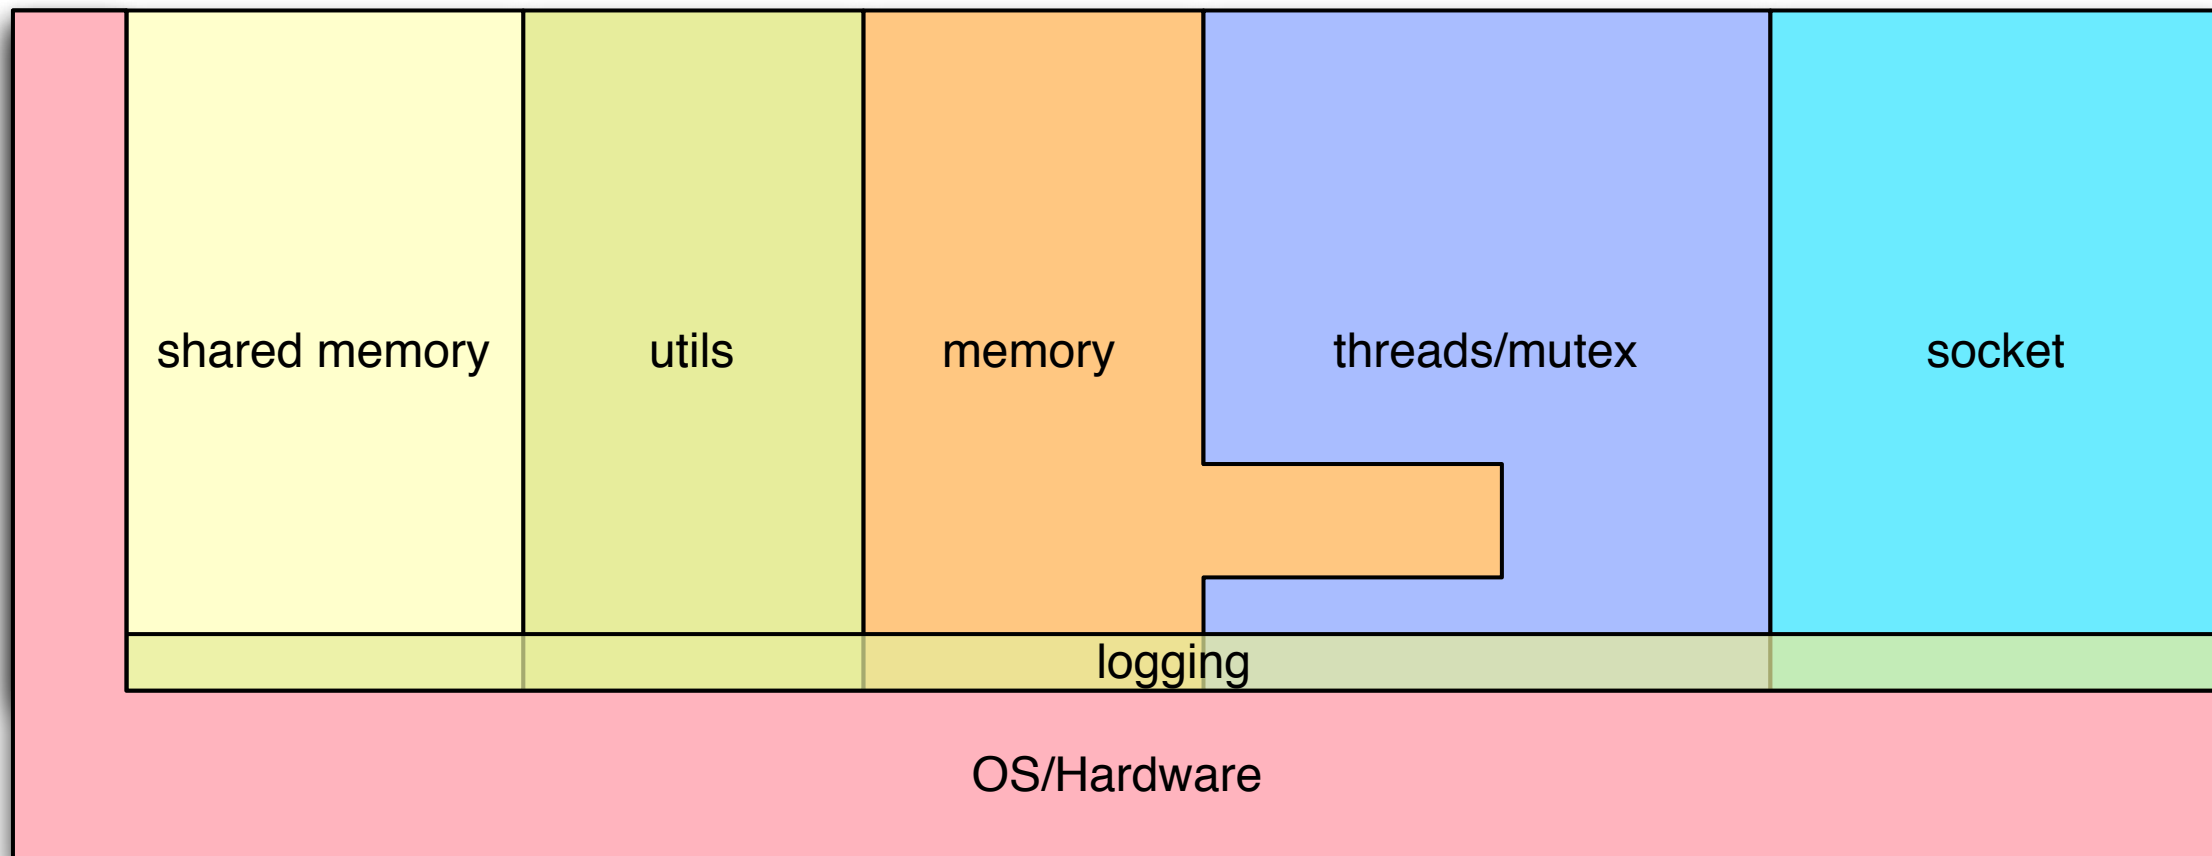 shared memory
utils
memory
threads/mutex
socket
logging
OS/Hardware